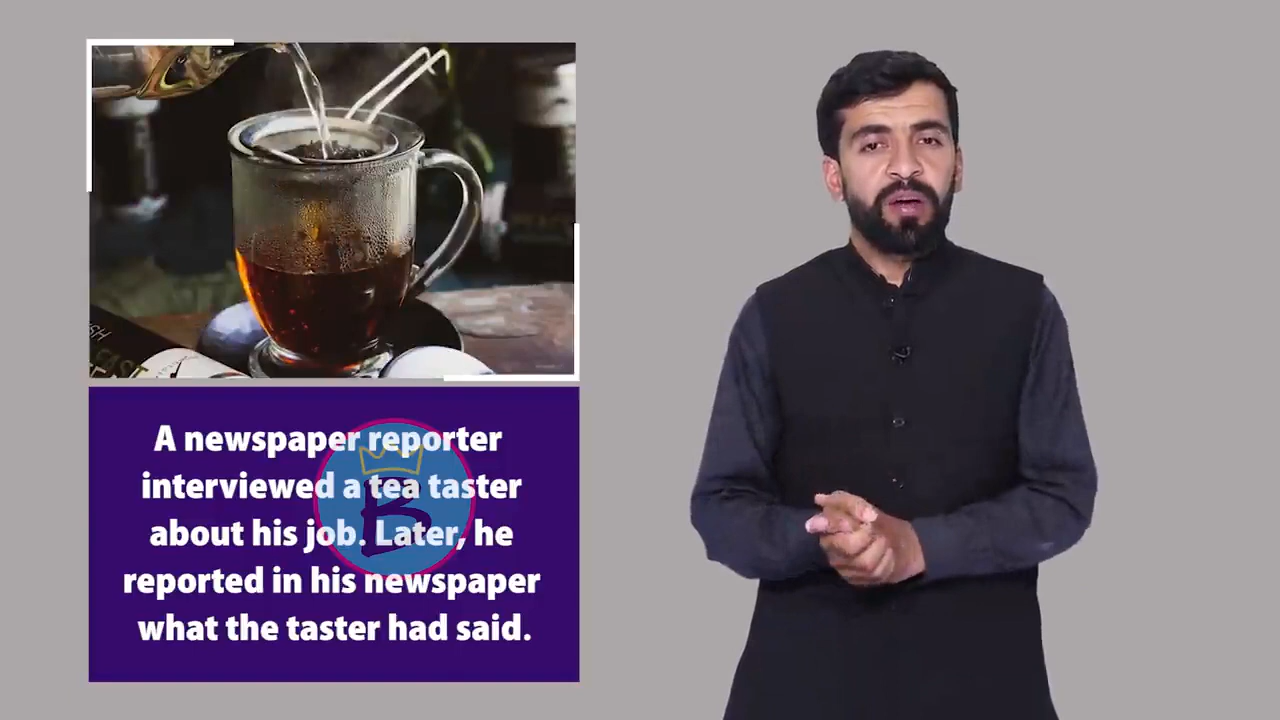 A newspaper reporter
interviewed a tea taster
about his job. Later, he
reported in his newspaper
what the taster had said.
B